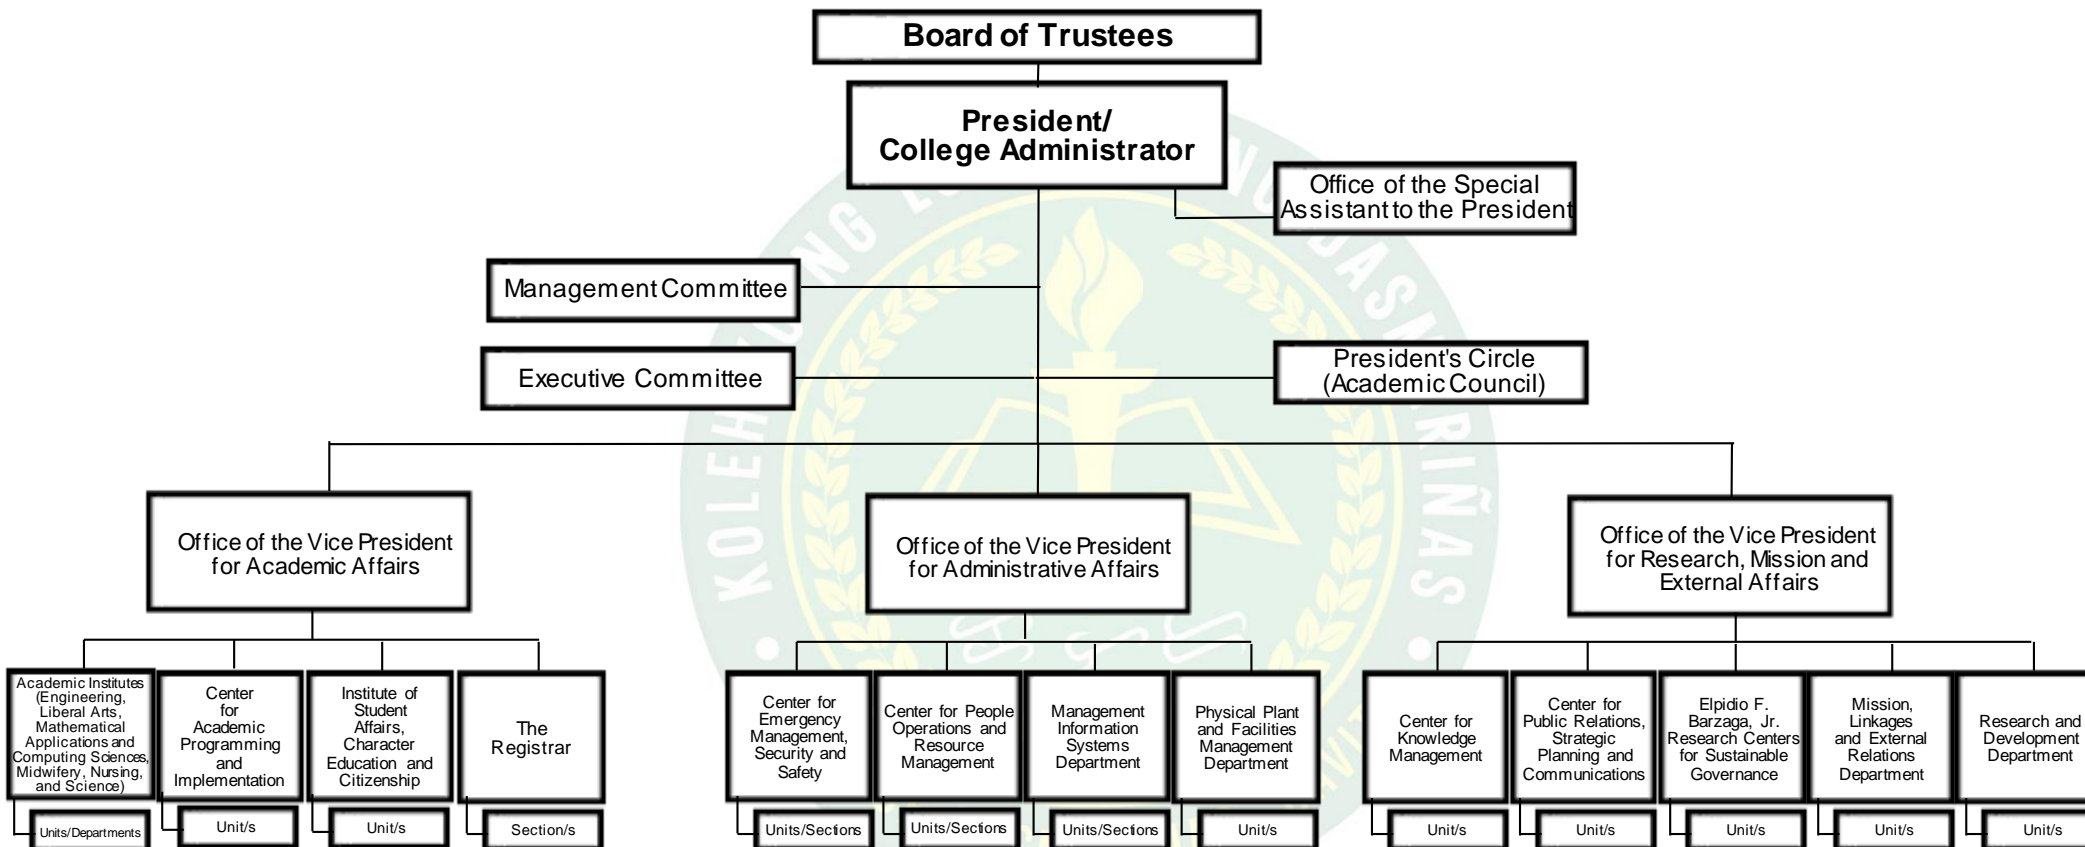 Board of Trustees
President/
College Administrator
Office of the Special
Assistant to the President
Management Committee
Executive Committee
President's Circle
(Academic Council)
Office of the Vice President
for Academic Affairs
Office of the Vice President
for Administrative Affairs
Office of the Vice President
for Research, Mission and
External Affairs
Academic Institutes
(Engineering,
Liberal Arts,
Mathematical
Applications and
Computing Sciences,
Midwifery, Nursing,
and Science)
Center
for
Academic
Programming
and
Implementation
Institute of
Student
Affairs,
Character
Education and
Citizenship
The
Registrar
Center for
Emergency
Management,
Security and
Safety
Center for People
Operations and
Resource
Management
Management
Information
Systems
Department
Physical Plant
and Facilities
Management
Department
Center for
Knowledge
Management
Center for
Public Relations,
Strategic
Planning and
Communications
Elpidio F.
Barzaga, Jr.
Research Centers
for Sustainable
Governance
Mission,
Linkages
and External
Relations
Department
Research and
Development
Department
Units/Departments
Unit/s
Unit/s
Section/s
Units/Sections
Units/Sections
Units/Sections
Unit/s
Unit/s
Unit/s
Unit/s
Unit/s
Unit/s